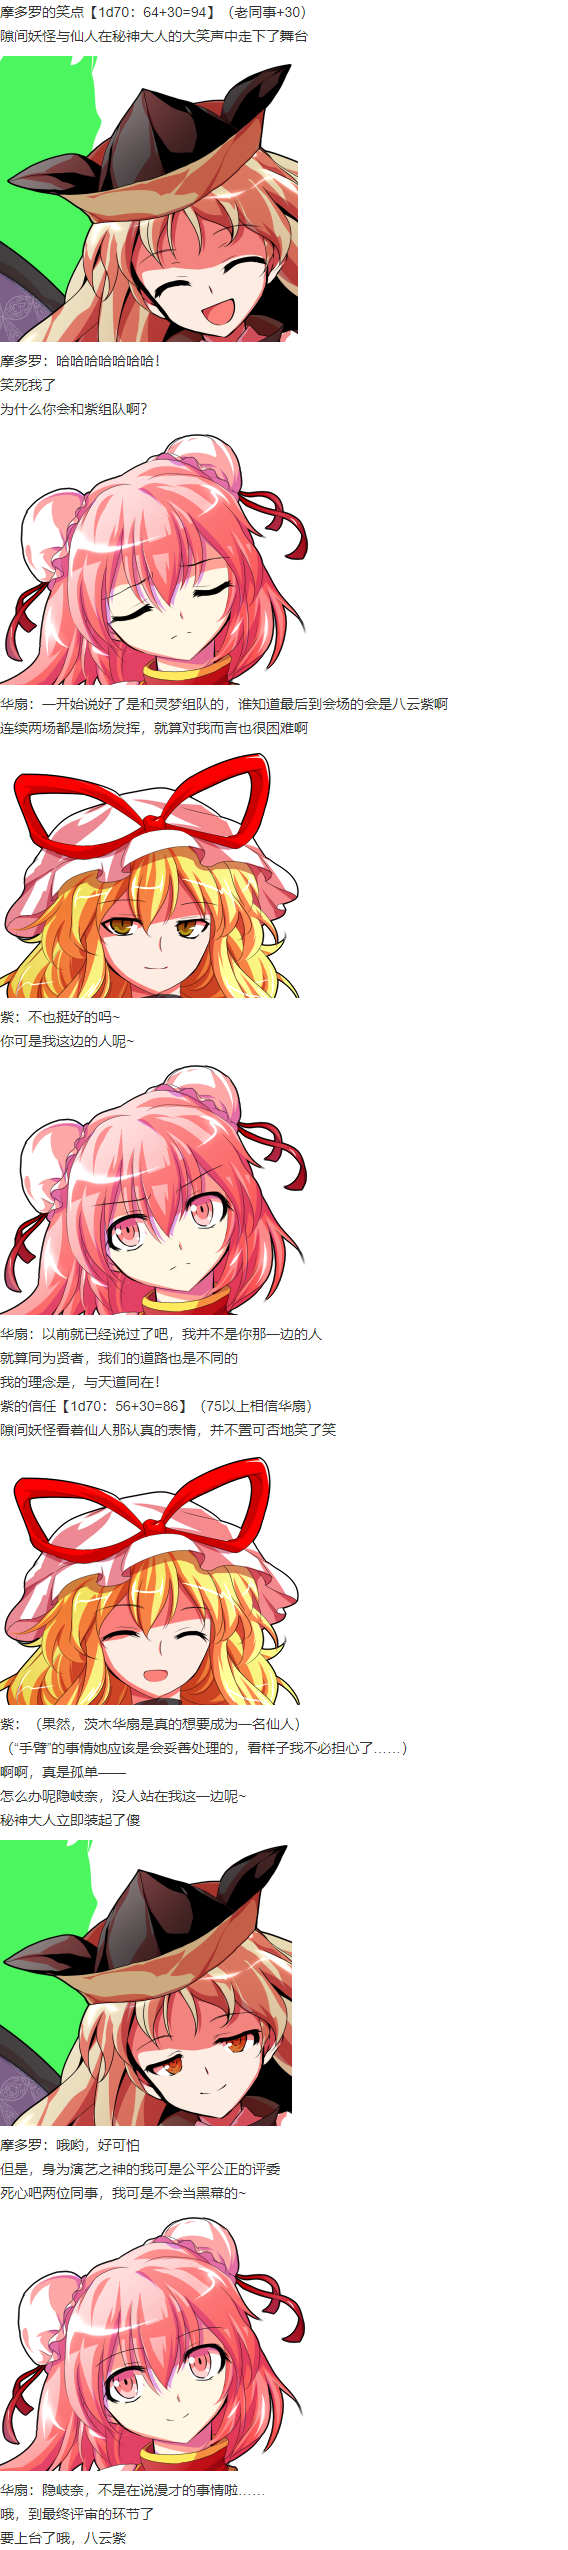 摩多罗的笑点【1d70：64+30=94】（老同事+30）
隙间妖怪与仙人在秘神大人的大笑声中走下了舞台
摩多罗：哈哈哈哈哈哈哈！
笑死我了
为什么你会和紫组队啊？
华扇：一开始说好了是和灵梦组队的，谁知道最后到会场的会是八云紫啊
连续两场都是临场发挥，就算对我而言也很困难啊
紫：不也挺好的吗~
你可是我这边的人呢~
华扇：以前就已经说过了吧，我并不是你那一边的人
就算同为贤者，我们的道路也是不同的
我的理念是，与天道同在！
紫的信任【1d70：56+30=86】（75以上相信华扇）
隙间妖怪看着仙人那认真的表情，并不置可否地笑了笑
紫：（果然，茨木华扇是真的想要成为一名仙人）
（“手臂”的事情她应该是会妥善处理的，看样子我不必担心了……）
啊啊，真是孤单——
怎么办呢隐岐奈，没人站在我这一边呢~
秘神大人立即装起了傻
摩多罗：哦哟，好可怕
但是，身为演艺之神的我可是公平公正的评委
死心吧两位同事，我可是不会当黑幕的~
华扇：隐岐奈，不是在说漫才的事情啦……
哦，到最终评审的环节了
要上台了哦，八云紫